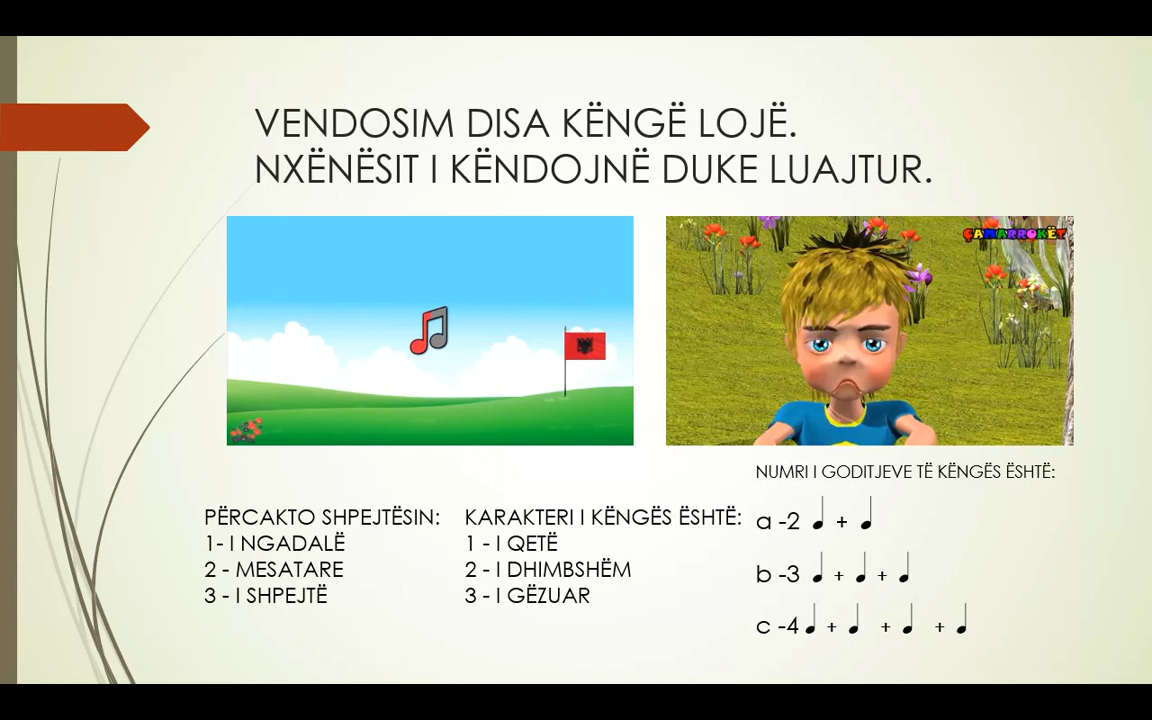 VENDOSIM DISA KËNGË LOJË.
NXËNËSIT I KËNDOJNË DUKE LUAJTUR.
ÇAMARROKËT
PËRCAKTO SHPEJTËSIN:
1- I NGADALË
2 - MESATARE
3 - I SHPEJTË
KARAKTERI I KËNGËS ËSHTË:
1 - I QETË
2 - I DHIMBSHËM
3 - I GËZUAR
NUMRI I GODITJEVE TË KËNGËS ËSHTË:
a -2 ♩ + ♩
b -3 ♩ + ♩ + ♩
c -4 ♩ + ♩ + ♩ + ♩